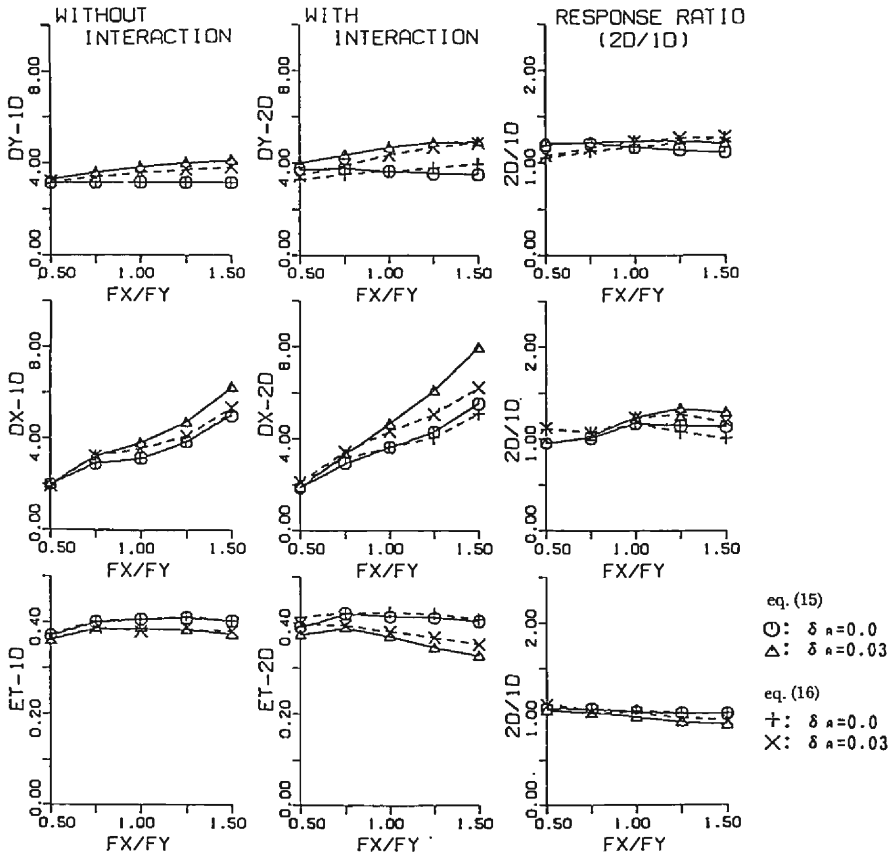 WITHOUT INTERACTION
WITH INTERACTION
RESPONSE RATIO (2D/1D)
DY-1D
8.00
4.00
0.00
0.50
1.00
1.50
FX/FY
DY-2D
8.00
4.00
0.00
0.50
1.00
1.50
FX/FY
2D/1D
2.00
1.00
0.00
0.50
1.00
1.50
FX/FY
DX-1D
8.00
4.00
0.00
0.50
1.00
1.50
FX/FY
DX-2D
8.00
4.00
0.00
0.50
1.00
1.50
FX/FY
2D/1D
2.00
1.00
0.00
0.50
1.00
1.50
FX/FY
ET-1D
0.40
0.20
0.00
0.50
1.00
1.50
FX/FY
ET-2D
0.40
0.20
0.00
0.50
1.00
1.50
FX/FY
2D/1D
2.00
1.00
0.00
0.50
1.00
1.50
FX/FY
eq. (15)
: δ A=0.0
: δ A=0.03
eq. (16)
+: δ A=0.0
×: δ A=0.03